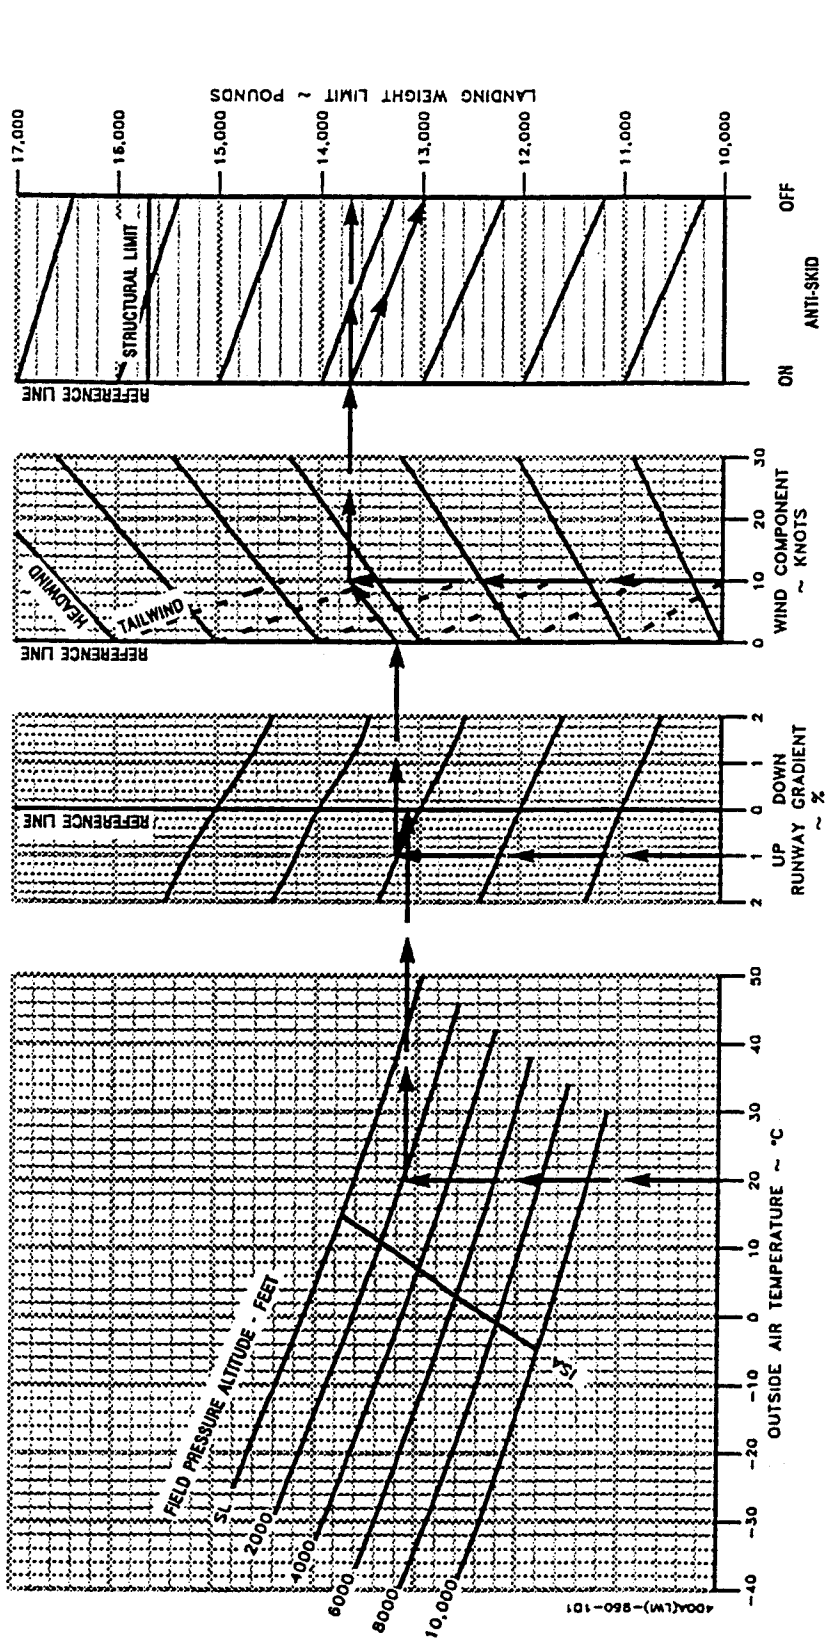 LANDING WEIGHT LIMIT ~ POUNDS
17,000
16,000
15,000
14,000
13,000
12,000
11,000
10,000
STRUCTURAL LIMIT
OFF
ANTI-SKID
ON
REFERENCE LINE
HEADWIND
TAILWIND
30
20
10
0
WIND COMPONENT
~ KNOTS
REFERENCE LINE
2
1
0
1
2
UP DOWN
RUNWAY GRADIENT
~ %
REFERENCE LINE
FIELD PRESSURE ALTITUDE - FEET
SL
2000
4000
6000
8000
10,000
ISA
50
40
30
20
10
0
-10
-20
-30
-40
OUTSIDE AIR TEMPERATURE ~ °C
400A(LW)-950-101